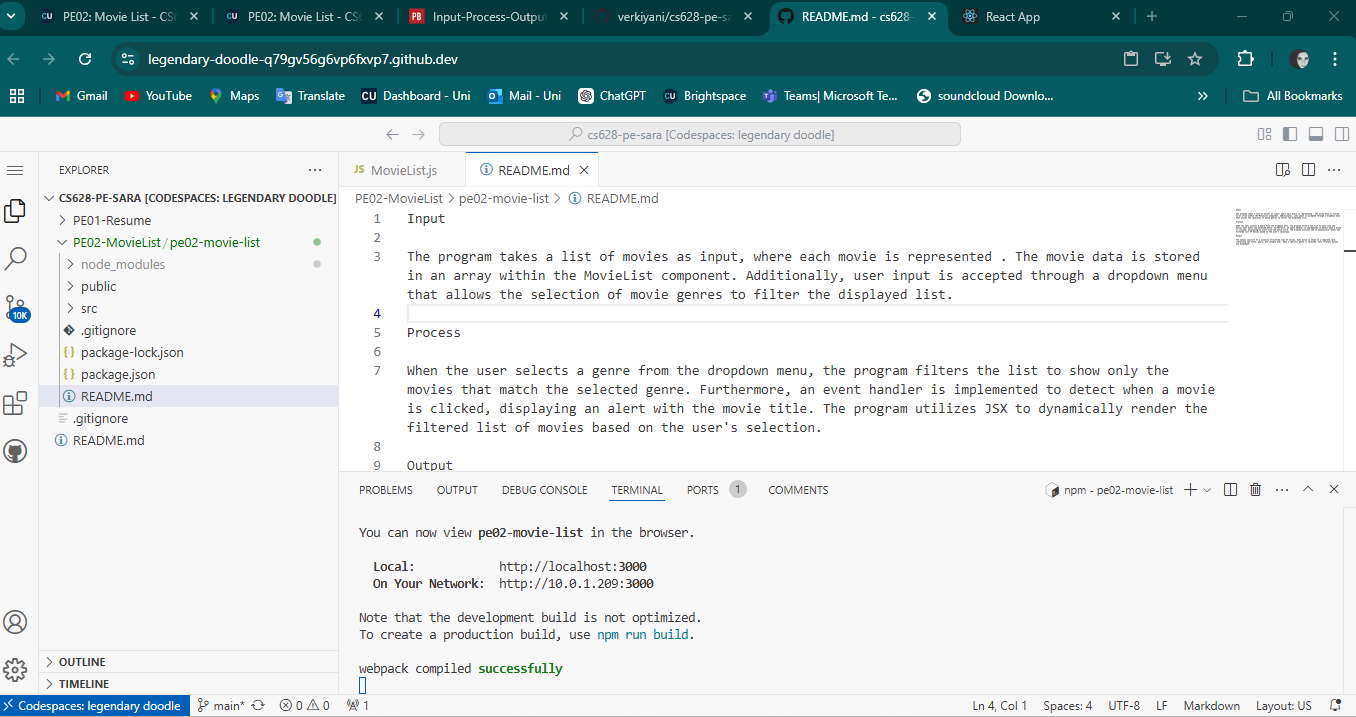 PE02: Movie List - CS6
PE02: Movie List - CS6
Input-Process-Output
verkiyani/cs628-pe-sa
README.md - cs628-
React App
legendary-doodle-q79gv56g6vp6fxvp7.github.dev
Gmail
YouTube
Maps
Translate
Dashboard - Uni
Mail - Uni
ChatGPT
Brightspace
Teams| Microsoft Te...
soundcloud Downlo...
All Bookmarks
cs628-pe-sara [Codespaces: legendary doodle]
EXPLORER
CS628-PE-SARA [CODESPACES: LEGENDARY DOODLE]
PE01-Resume
PE02-MovieList / pe02-movie-list
node_modules
public
src
.gitignore
package-lock.json
package.json
README.md
.gitignore
README.md
10K
OUTLINE
TIMELINE
JS MovieList.js
README.md
PE02-MovieList > pe02-movie-list > README.md
1 Input
2
3 The program takes a list of movies as input, where each movie is represented . The movie data is stored
in an array within the MovieList component. Additionally, user input is accepted through a dropdown menu
that allows the selection of movie genres to filter the displayed list.
4
5 Process
6
7 When the user selects a genre from the dropdown menu, the program filters the list to show only the
movies that match the selected genre. Furthermore, an event handler is implemented to detect when a movie
is clicked, displaying an alert with the movie title. The program utilizes JSX to dynamically render the
filtered list of movies based on the user's selection.
8
9 Output
PROBLEMS
OUTPUT
DEBUG CONSOLE
TERMINAL
PORTS 1
COMMENTS
npm - pe02-movie-list
You can now view pe02-movie-list in the browser.
Local: http://localhost:3000
On Your Network: http://10.0.1.209:3000
Note that the development build is not optimized.
To create a production build, use npm run build.
webpack compiled successfully
Codespaces: legendary doodle
main*
0
0
1
Ln 4, Col 1
Spaces: 4
UTF-8
LF
Markdown
Layout: US